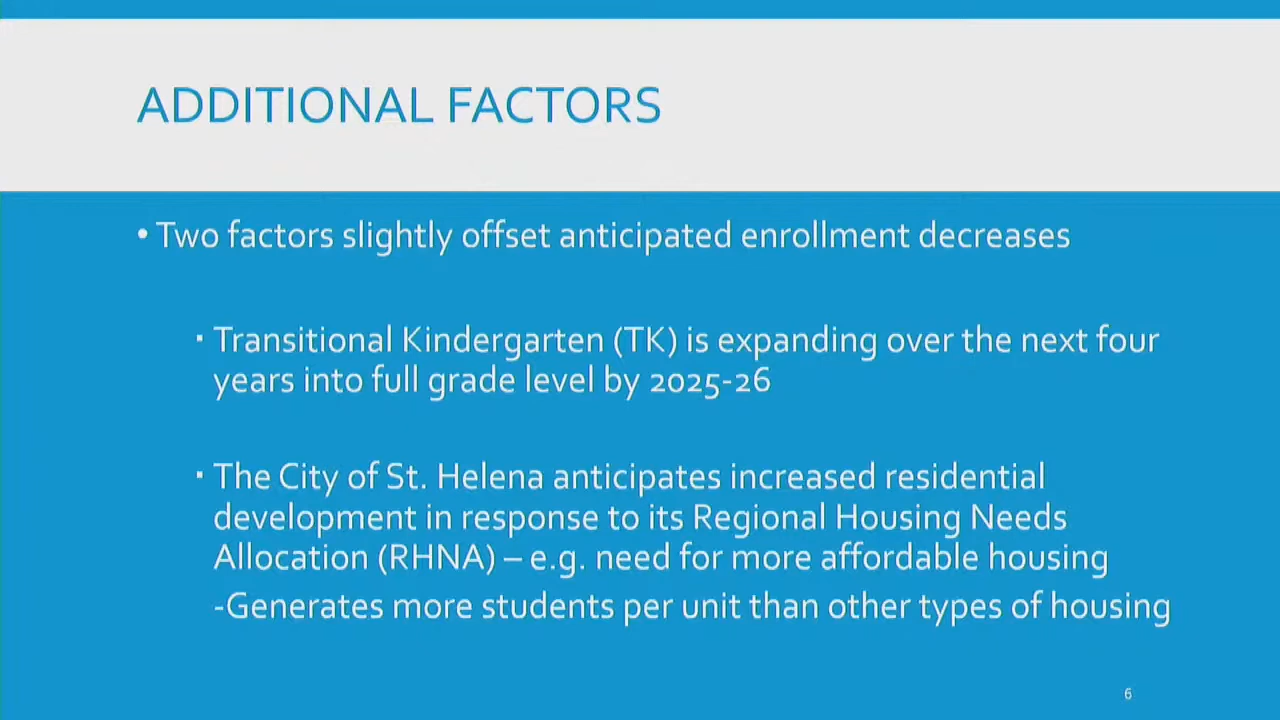 ADDITIONAL FACTORS
• Two factors slightly offset anticipated enrollment decreases
▪ Transitional Kindergarten (TK) is expanding over the next four
years into full grade level by 2025-26
▪ The City of St. Helena anticipates increased residential
development in response to its Regional Housing Needs
Allocation (RHNA) – e.g. need for more affordable housing
-Generates more students per unit than other types of housing
6